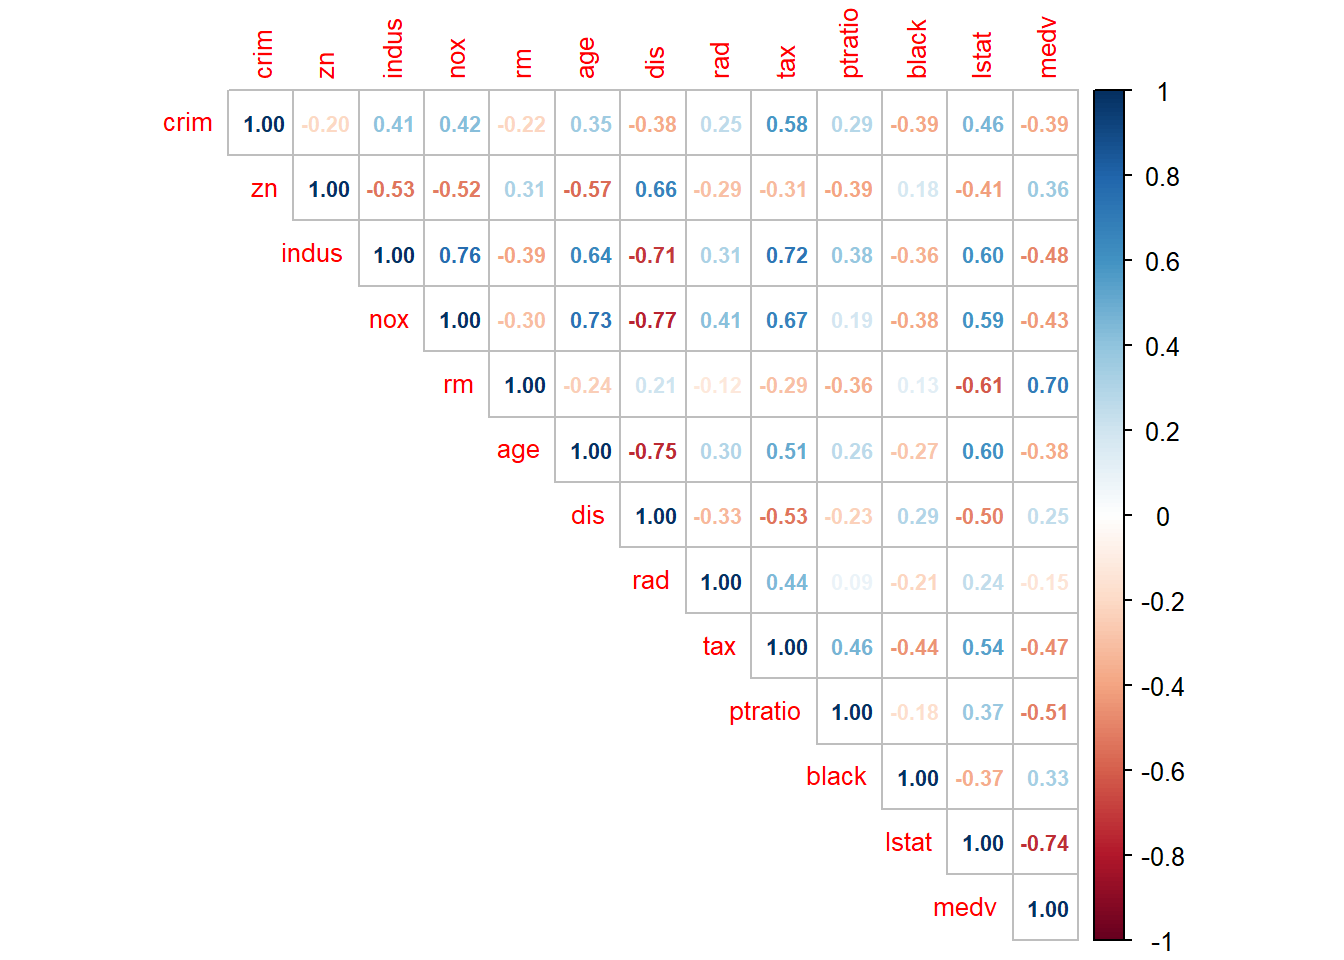 crim zn indus nox rm age dis rad tax ptratio black lstat medv
crim 1.00 -0.20 0.41 0.42 -0.22 0.35 -0.38 0.25 0.58 0.29 -0.39 0.46 -0.39
zn 1.00 -0.53 -0.52 0.31 -0.57 0.66 -0.29 -0.31 -0.39 0.18 -0.41 0.36
indus 1.00 0.76 -0.39 0.64 -0.71 0.31 0.72 0.38 -0.36 0.60 -0.48
nox 1.00 -0.30 0.73 -0.77 0.41 0.67 0.19 -0.38 0.59 -0.43
rm 1.00 -0.24 0.21 -0.12 -0.29 -0.36 0.13 -0.61 0.70
age 1.00 -0.75 0.30 0.51 0.26 -0.27 0.60 -0.38
dis 1.00 -0.33 -0.53 -0.23 0.29 -0.50 0.25
rad 1.00 0.44 0.09 -0.21 0.24 -0.15
tax 1.00 0.46 -0.44 0.54 -0.47
ptratio 1.00 -0.18 0.37 -0.51
black 1.00 -0.37 0.33
lstat 1.00 -0.74
medv 1.00
1
0.8
0.6
0.4
0.2
0
-0.2
-0.4
-0.6
-0.8
-1